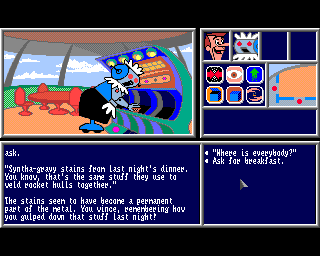 ask.
"Syntha-gravy stains from last night's dinner.
You know, that's the same stuff they use to
weld rocket hulls together."
The stains seem to have become a permanent
part of the metal. You wince, remembering how
you gulped down that stuff last night!
"Where is everybody?"
Ask for breakfast.